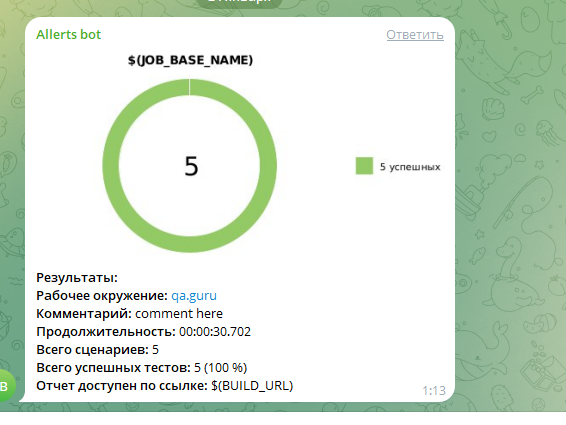 Allerts bot
Ответить
$(JOB_BASE_NAME)
5
5 успешных
Результаты:
Рабочее окружение: qa.guru
Комментарий: comment here
Продолжительность: 00:00:30.702
Всего сценариев: 5
Всего успешных тестов: 5 (100 %)
Отчет доступен по ссылке: $(BUILD_URL)
В
1:13